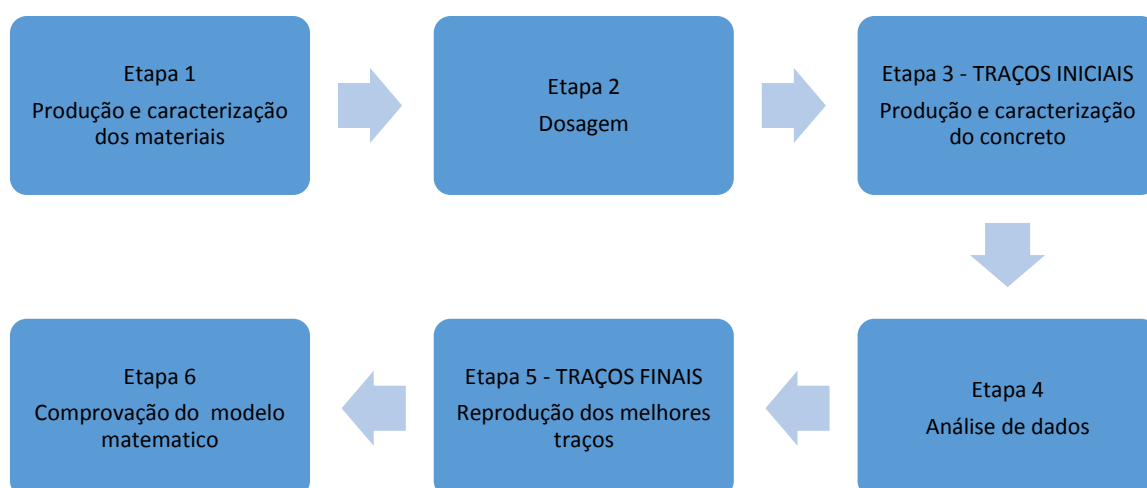 Etapa 1
Produção e caracterização
dos materiais
Etapa 2
Dosagem
Etapa 3 - TRAÇOS INICIAIS
Produção e caracterização
do concreto
Etapa 4
Análise de dados
Etapa 5 - TRAÇOS FINAIS
Reprodução dos melhores
traços
Etapa 6
Comprovação do  modelo
matematico